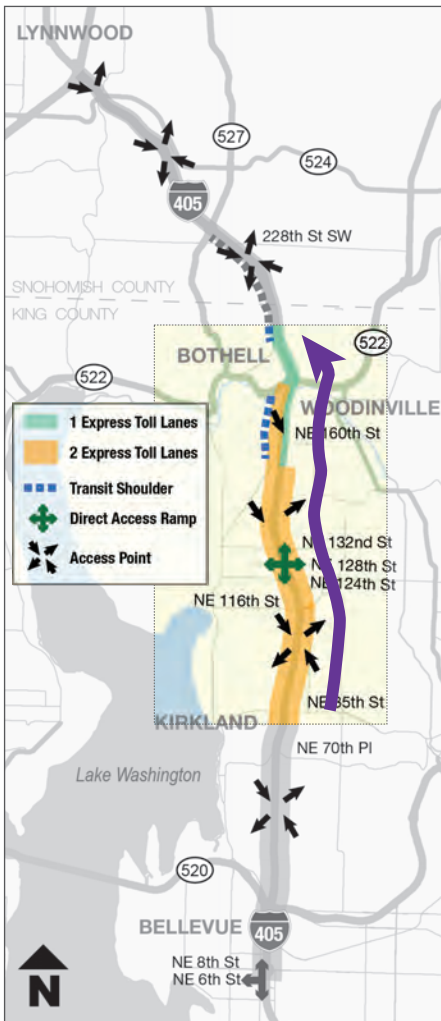 LYNNWOOD
527
524
405
228th St SW
SNOHOMISH COUNTY
KING COUNTY
BOTHELL
522
522
WOODINVILLE
1 Express Toll Lanes
2 Express Toll Lanes
Transit Shoulder
Direct Access Ramp
Access Point
NE 160th St
NE 132nd St
NE 128th St
NE 124th St
NE 116th St
NE 85th St
KIRKLAND
NE 70th Pl
Lake Washington
520
BELLEVUE
405
NE 8th St
NE 6th St
N